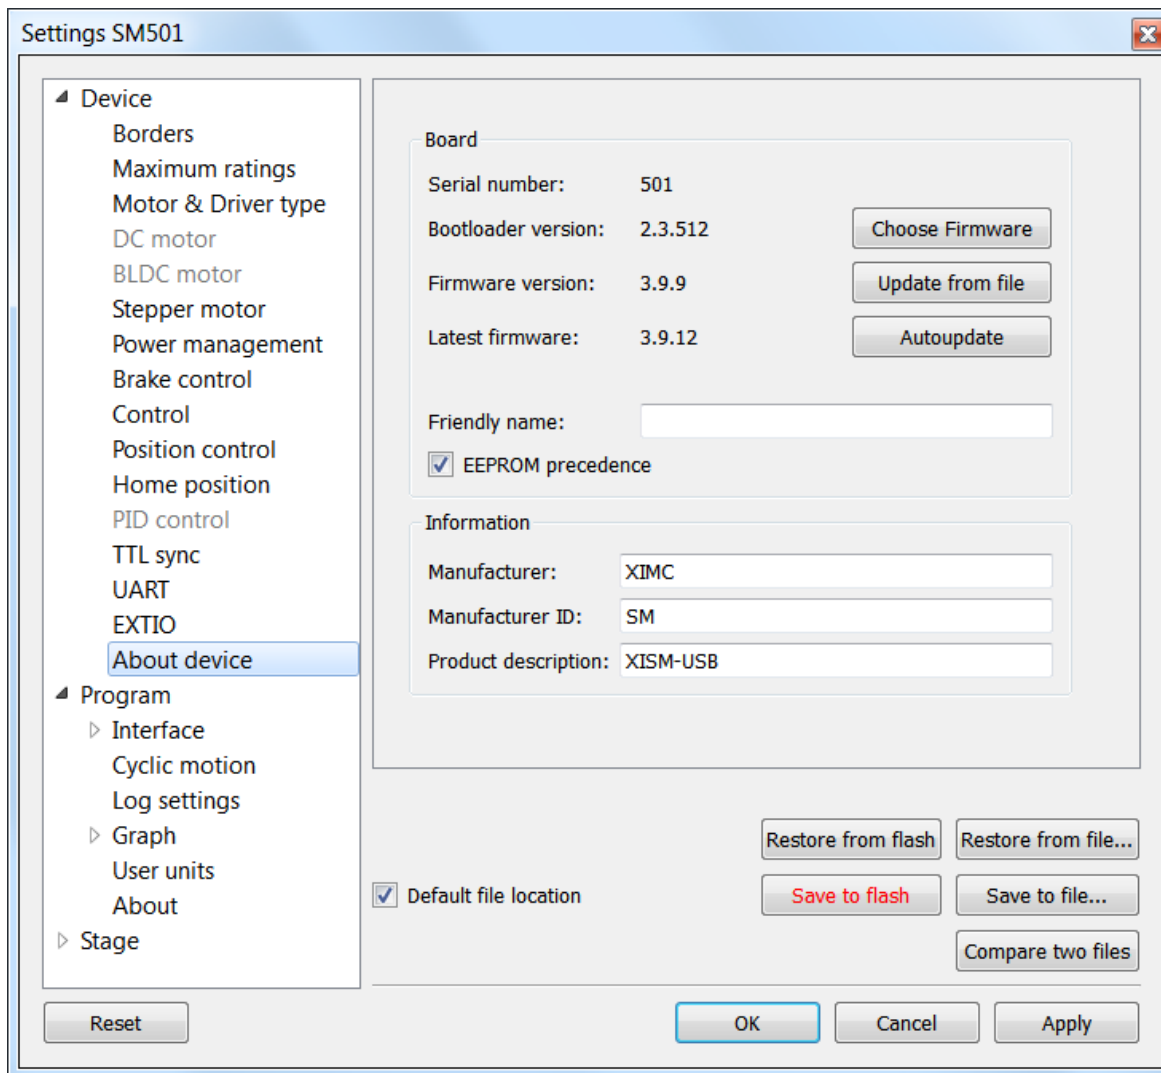 Settings SM501
Device
Borders
Maximum ratings
Motor & Driver type
DC motor
BLDC motor
Stepper motor
Power management
Brake control
Control
Position control
Home position
PID control
TTL sync
UART
EXTIO
About device
Program
Interface
Cyclic motion
Log settings
Graph
User units
About
Stage
Board
Serial number: 501
Bootloader version: 2.3.512 Choose Firmware
Firmware version: 3.9.9 Update from file
Latest firmware: 3.9.12 Autoupdate
Friendly name:
EEPROM precedence
Information
Manufacturer: XIMC
Manufacturer ID: SM
Product description: XISM-USB
Restore from flash Restore from file...
Default file location Save to flash Save to file...
Compare two files
Reset OK Cancel Apply